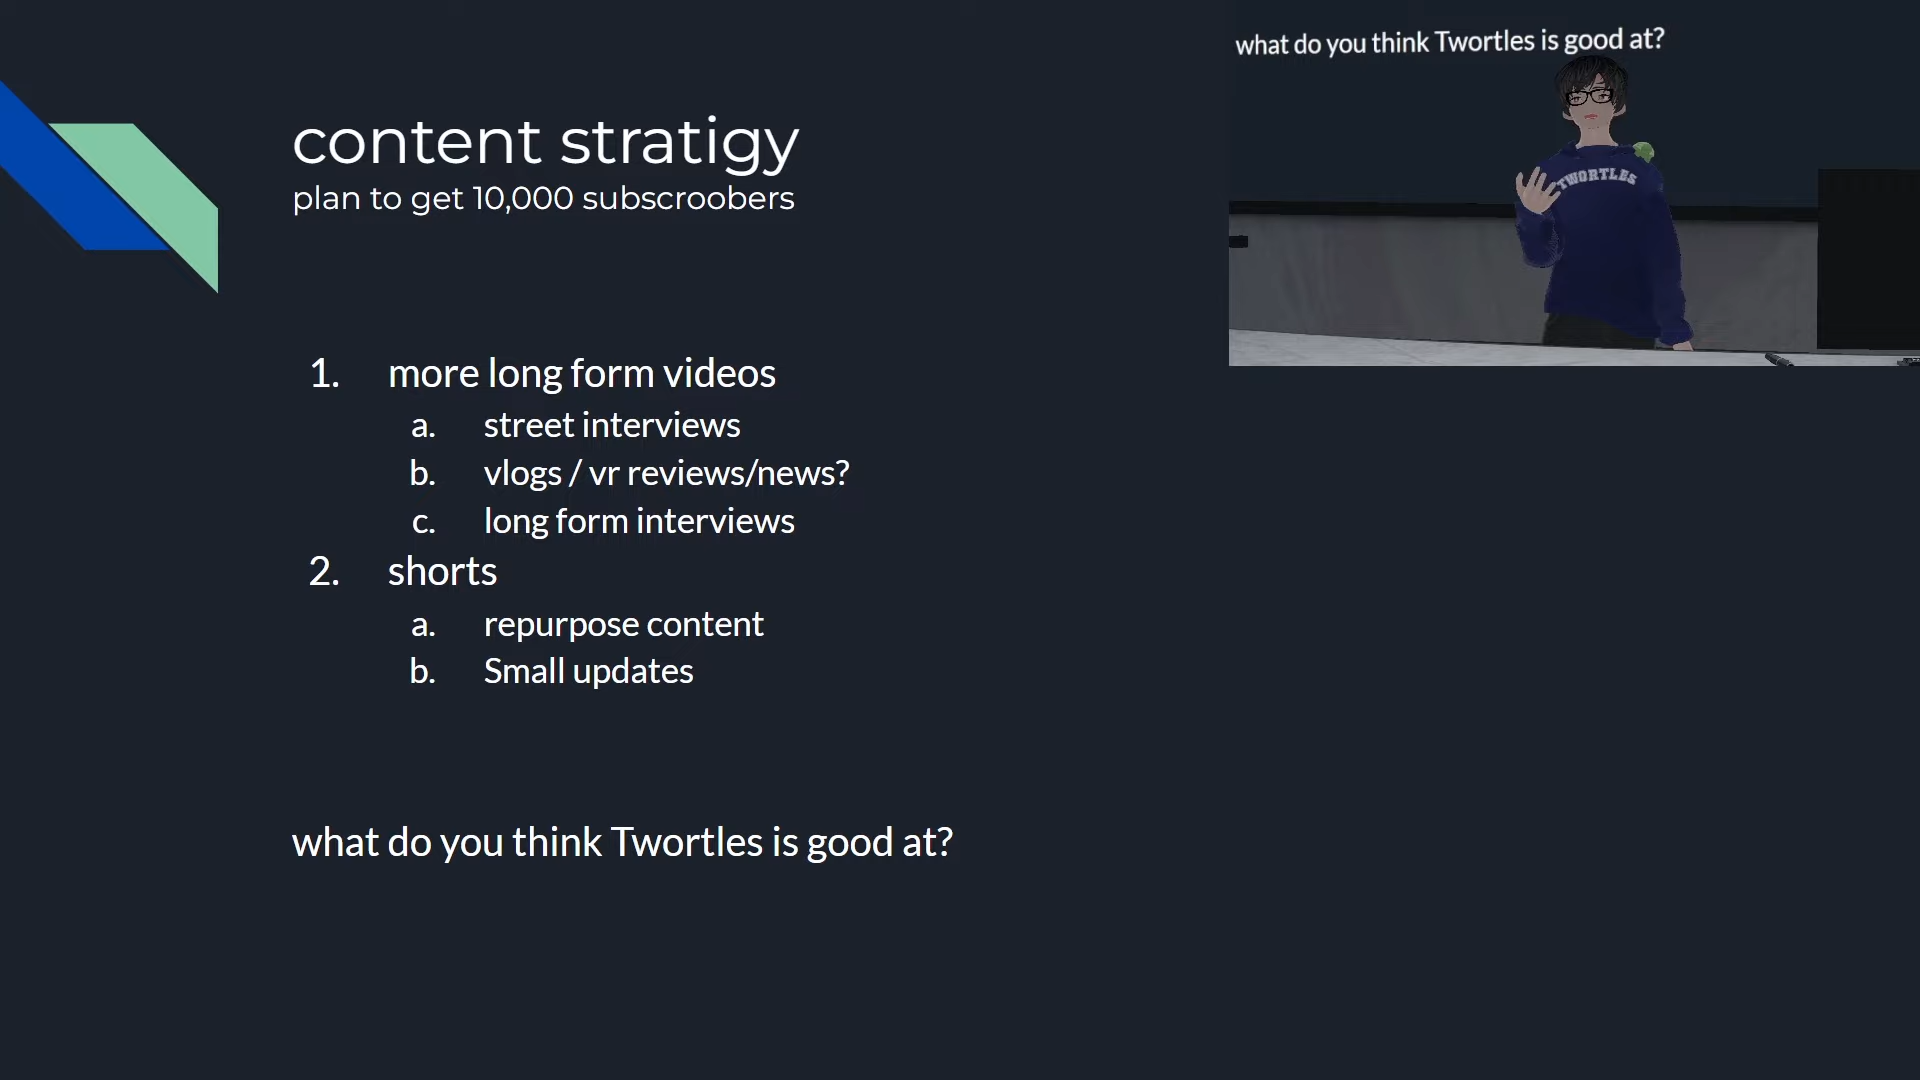 what do you think Twortles is good at?
TWORTLES
content stratigy
plan to get 10,000 subscroobers
1. more long form videos
a. street interviews
b. vlogs / vr reviews/news?
c. long form interviews
2. shorts
a. repurpose content
b. Small updates
what do you think Twortles is good at?